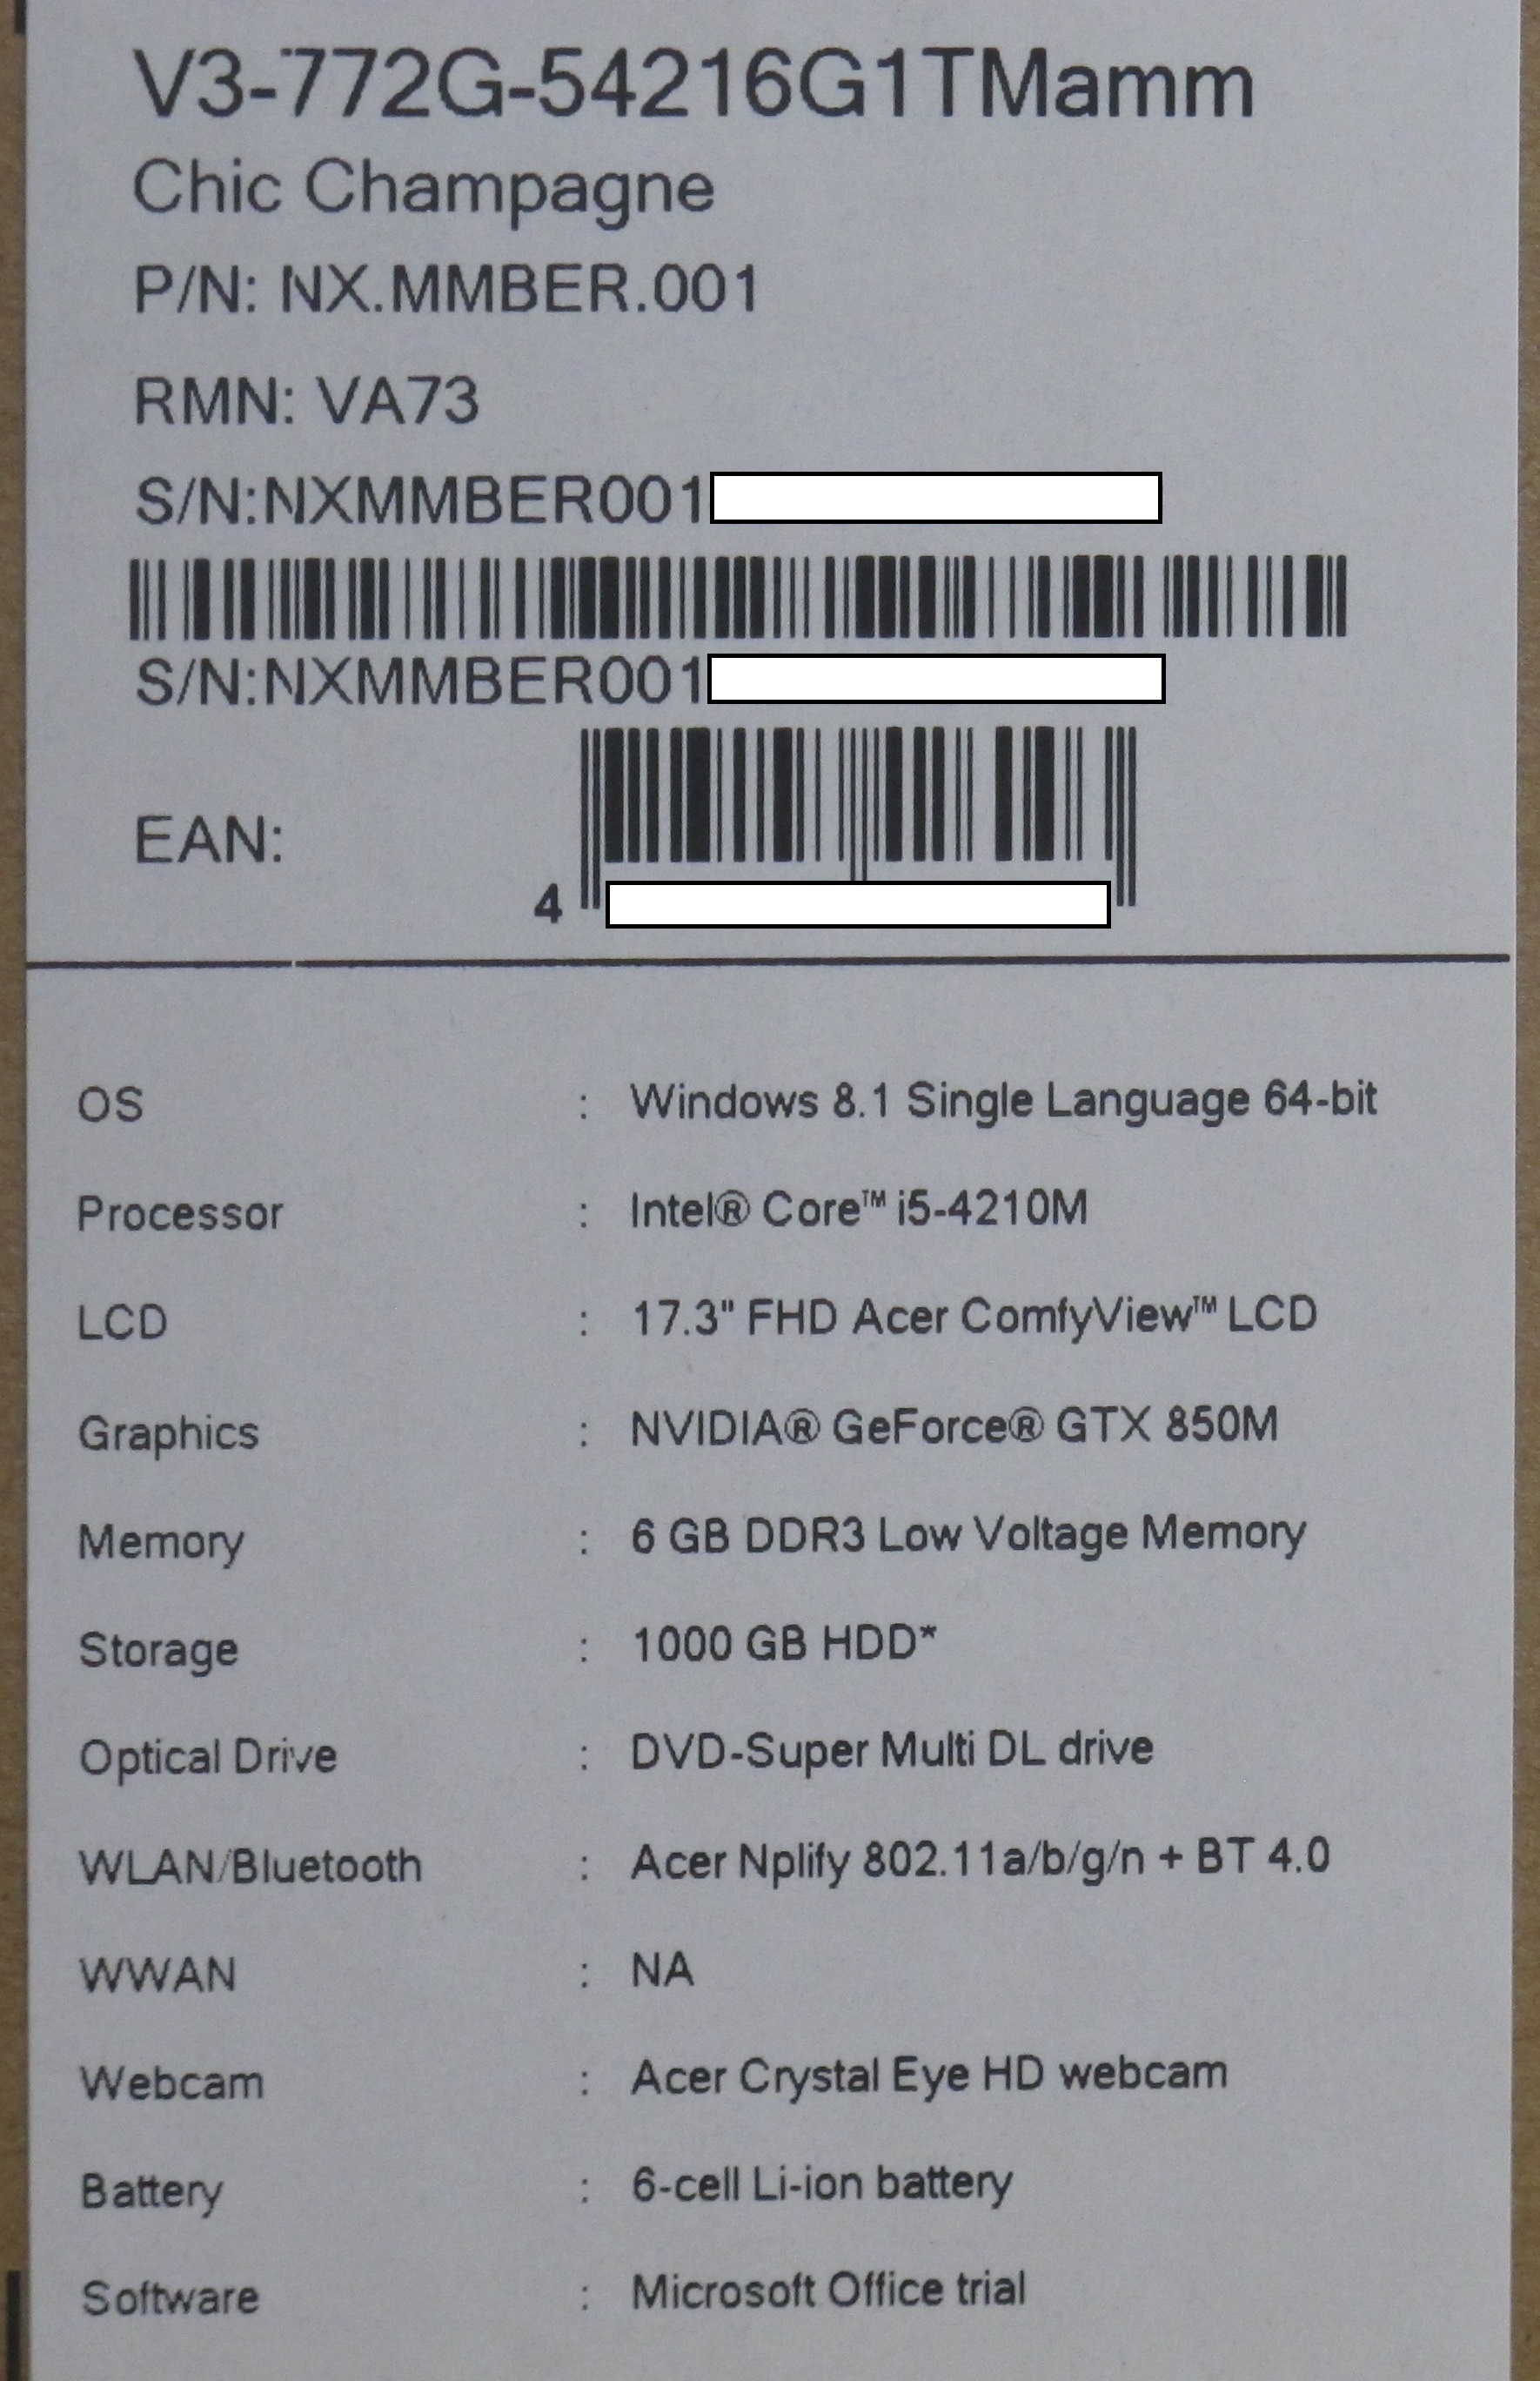 V3-772G-54216G1TMamm
Chic Champagne
P/N: NX.MMBER.001
RMN: VA73
S/N:NXMMBER001
S/N:NXMMBER001
EAN:
4
OS : Windows 8.1 Single Language 64-bit
Processor : Intel® Core™ i5-4210M
LCD : 17.3" FHD Acer ComfyView™ LCD
Graphics : NVIDIA® GeForce® GTX 850M
Memory : 6 GB DDR3 Low Voltage Memory
Storage : 1000 GB HDD*
Optical Drive : DVD-Super Multi DL drive
WLAN/Bluetooth : Acer Nplify 802.11a/b/g/n + BT 4.0
WWAN : NA
Webcam : Acer Crystal Eye HD webcam
Battery : 6-cell Li-ion battery
Software : Microsoft Office trial